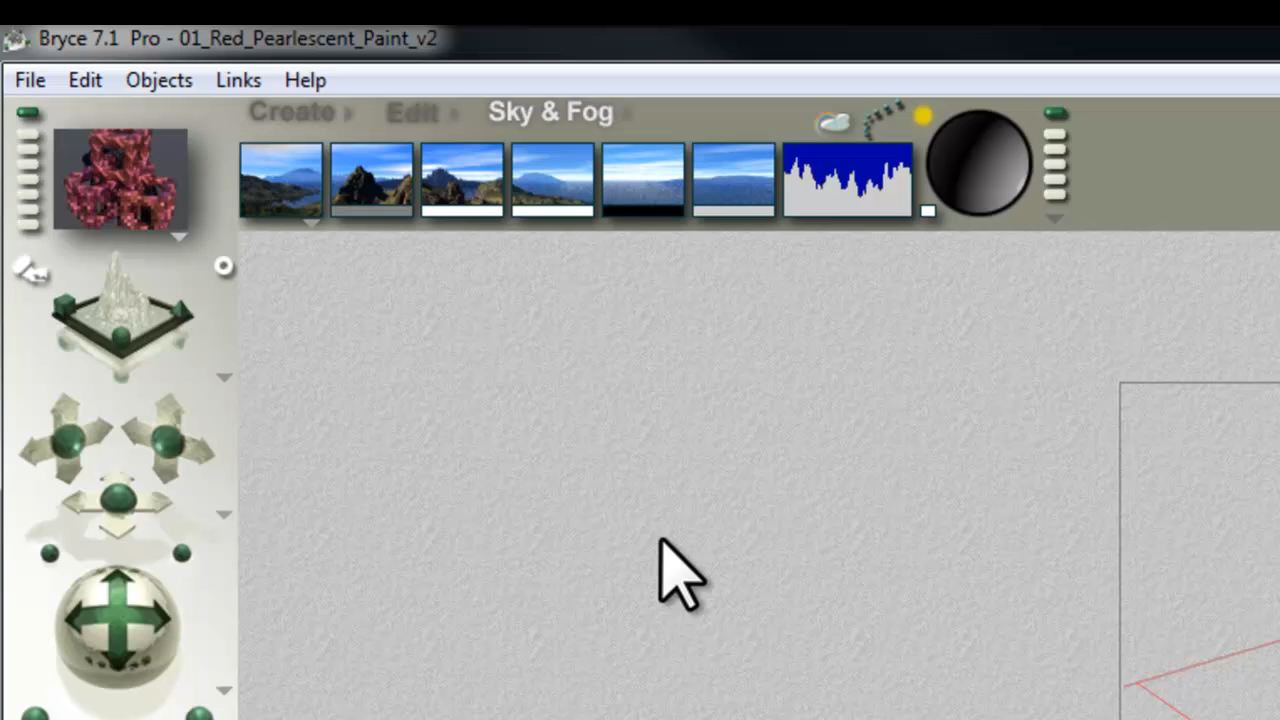 Bryce 7.1 Pro - 01_Red_Pearlescent_Paint_v2
File Edit Objects Links Help
Create Edit Sky & Fog